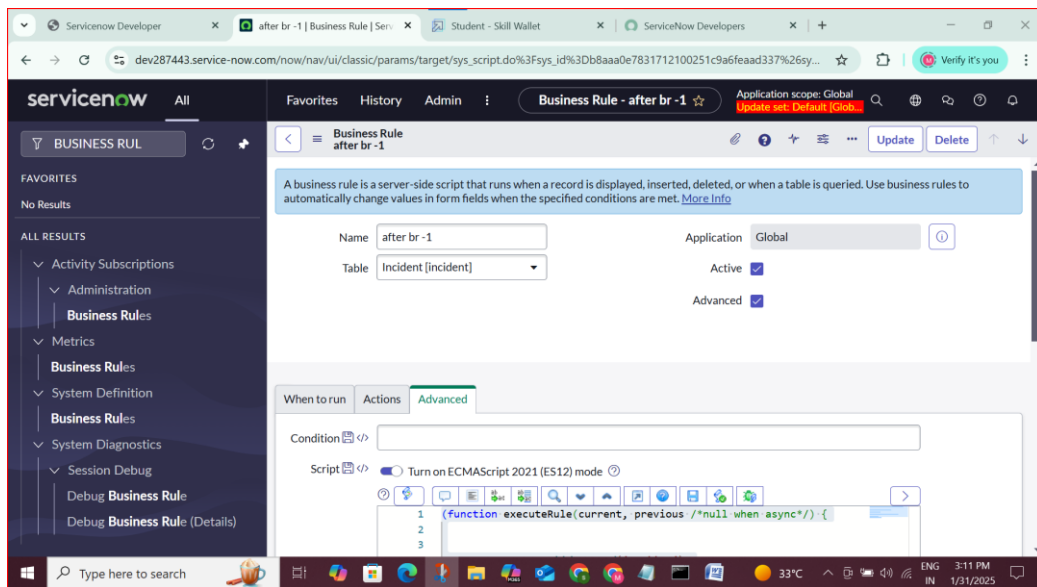 Servicenow Developer
after br -1 | Business Rule | Serv
Student - Skill Wallet
ServiceNow Developers
dev287443.service-now.com/now/nav/ui/classic/params/target/sys_script.do%3Fsys_id%3Db8aaa0e7831712100251c9a6feaad337%26sy...
Verify it's you
servicenow
All
Favorites
History
Admin
Business Rule - after br -1
Application scope: Global
Update set: Default [Glob...
BUSINESS RUL
Business Rule
after br -1
Update
Delete
FAVORITES
No Results
ALL RESULTS
Activity Subscriptions
Administration
Business Rules
Metrics
Business Rules
System Definition
Business Rules
System Diagnostics
Session Debug
Debug Business Rule
Debug Business Rule (Details)
A business rule is a server-side script that runs when a record is displayed, inserted, deleted, or when a table is queried. Use business rules to
automatically change values in form fields when the specified conditions are met. More Info
Name after br -1
Application Global
Table Incident [incident]
Active
Advanced
When to run
Actions
Advanced
Condition
Script
Turn on ECMAScript 2021 (ES12) mode
1 (function executeRule(current, previous /*null when async*/) {
2
3
Type here to search
33°C
ENG
IN
3:11 PM
1/31/2025